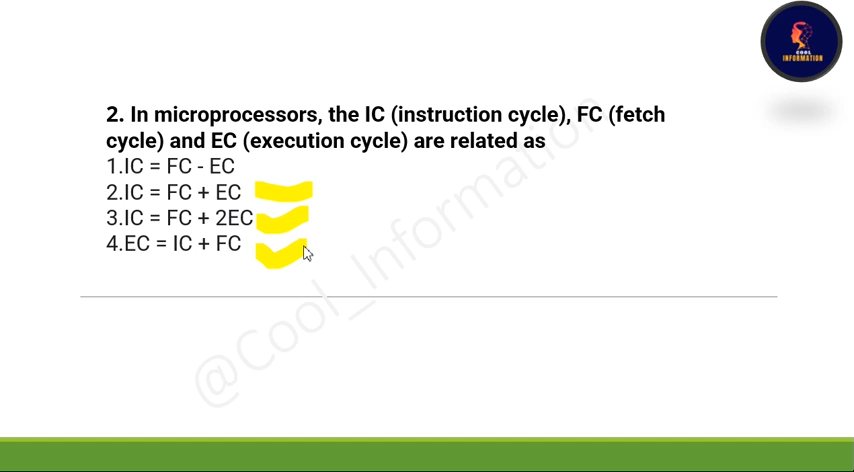 COOL
INFORMATION
2. In microprocessors, the IC (instruction cycle), FC (fetch
cycle) and EC (execution cycle) are related as
1.IC = FC - EC
2.IC = FC + EC
3.IC = FC + 2EC
4.EC = IC + FC
@Cool_Information